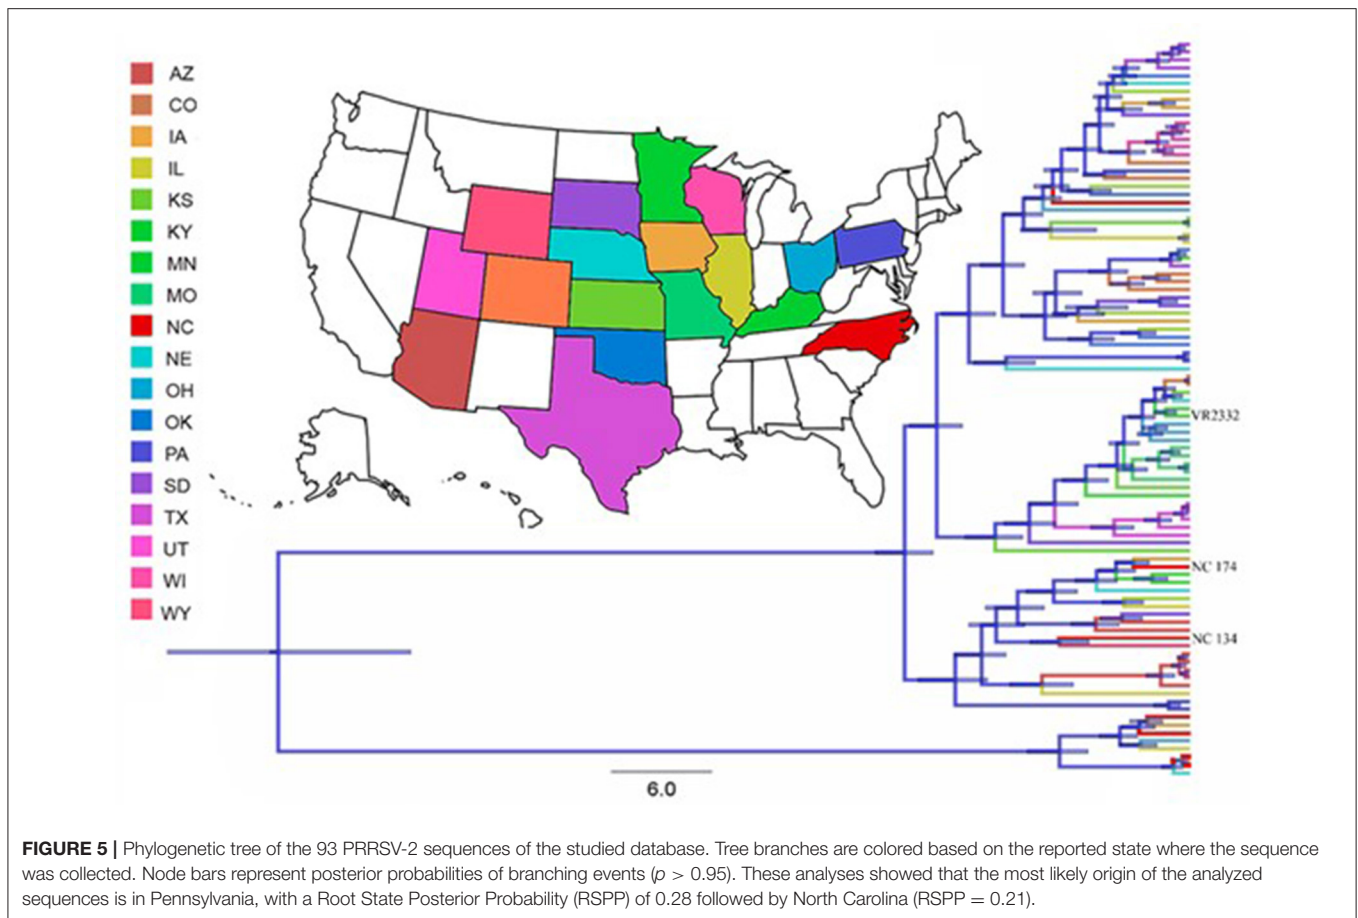 AZ
CO
IA
IL
KS
KY
MN
MO
NC
NE
OH
OK
PA
SD
TX
UT
WI
WY
VR2332
NC 174
NC 134
6.0
FIGURE 5 | Phylogenetic tree of the 93 PRRSV-2 sequences of the studied database. Tree branches are colored based on the reported state where the sequence
was collected. Node bars represent posterior probabilities of branching events (p > 0.95). These analyses showed that the most likely origin of the analyzed
sequences is in Pennsylvania, with a Root State Posterior Probability (RSPP) of 0.28 followed by North Carolina (RSPP = 0.21).